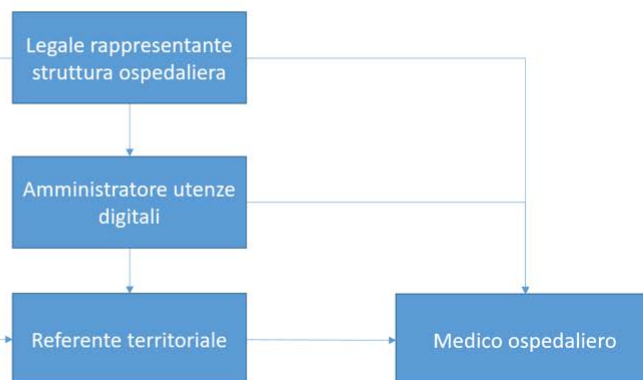 Legale rappresentante
struttura ospedaliera
Amministratore utenze
digitali
Referente territoriale
Medico ospedaliero